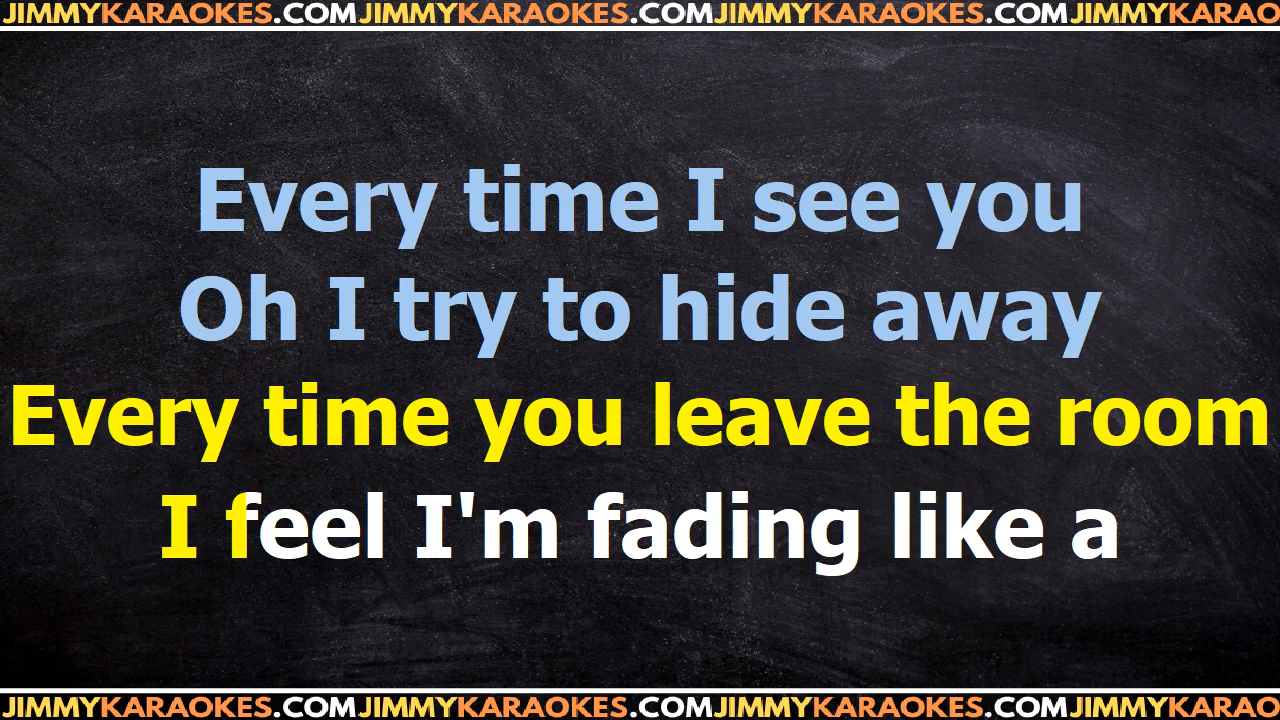 JIMMYKARAOKES.COMJIMMYKARAOKES.COMJIMMYKARAOKES.COMJIMMYKARAO
Every time I see you
Oh I try to hide away
Every time you leave the room
I feel I'm fading like a
JIMMYKARAOKES.COMJIMMYKARAOKES.COMJIMMYKARAOKES.COMJIMMYKARAO